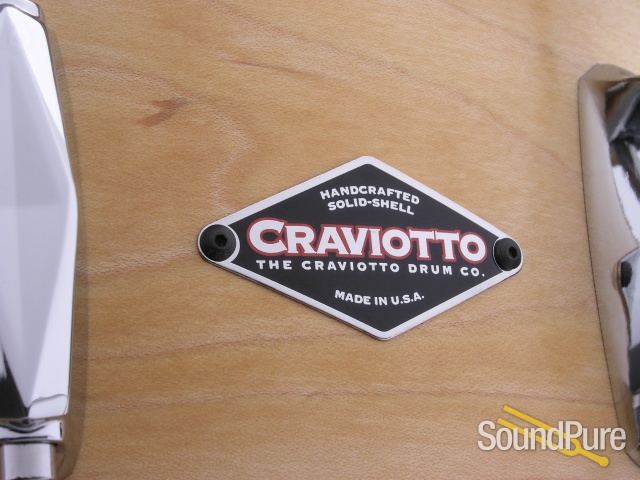 HANDCRAFTED
SOLID-SHELL
CRAVIOTTO
THE CRAVIOTTO DRUM CO.
MADE IN U.S.A.
SoundPure